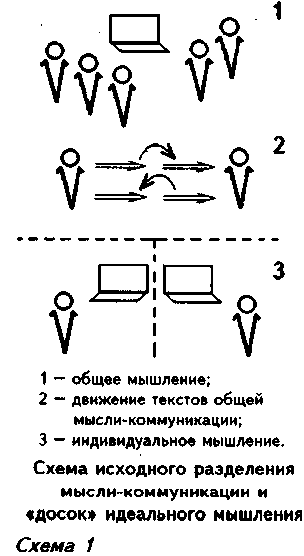 1
2
3
1 — общее мышление;
2 — движение текстов общей
мысли-коммуникации;
3 — индивидуальное мышление.
Схема исходного разделения
мысли-коммуникации и
«досок» идеального мышления
Схема 1